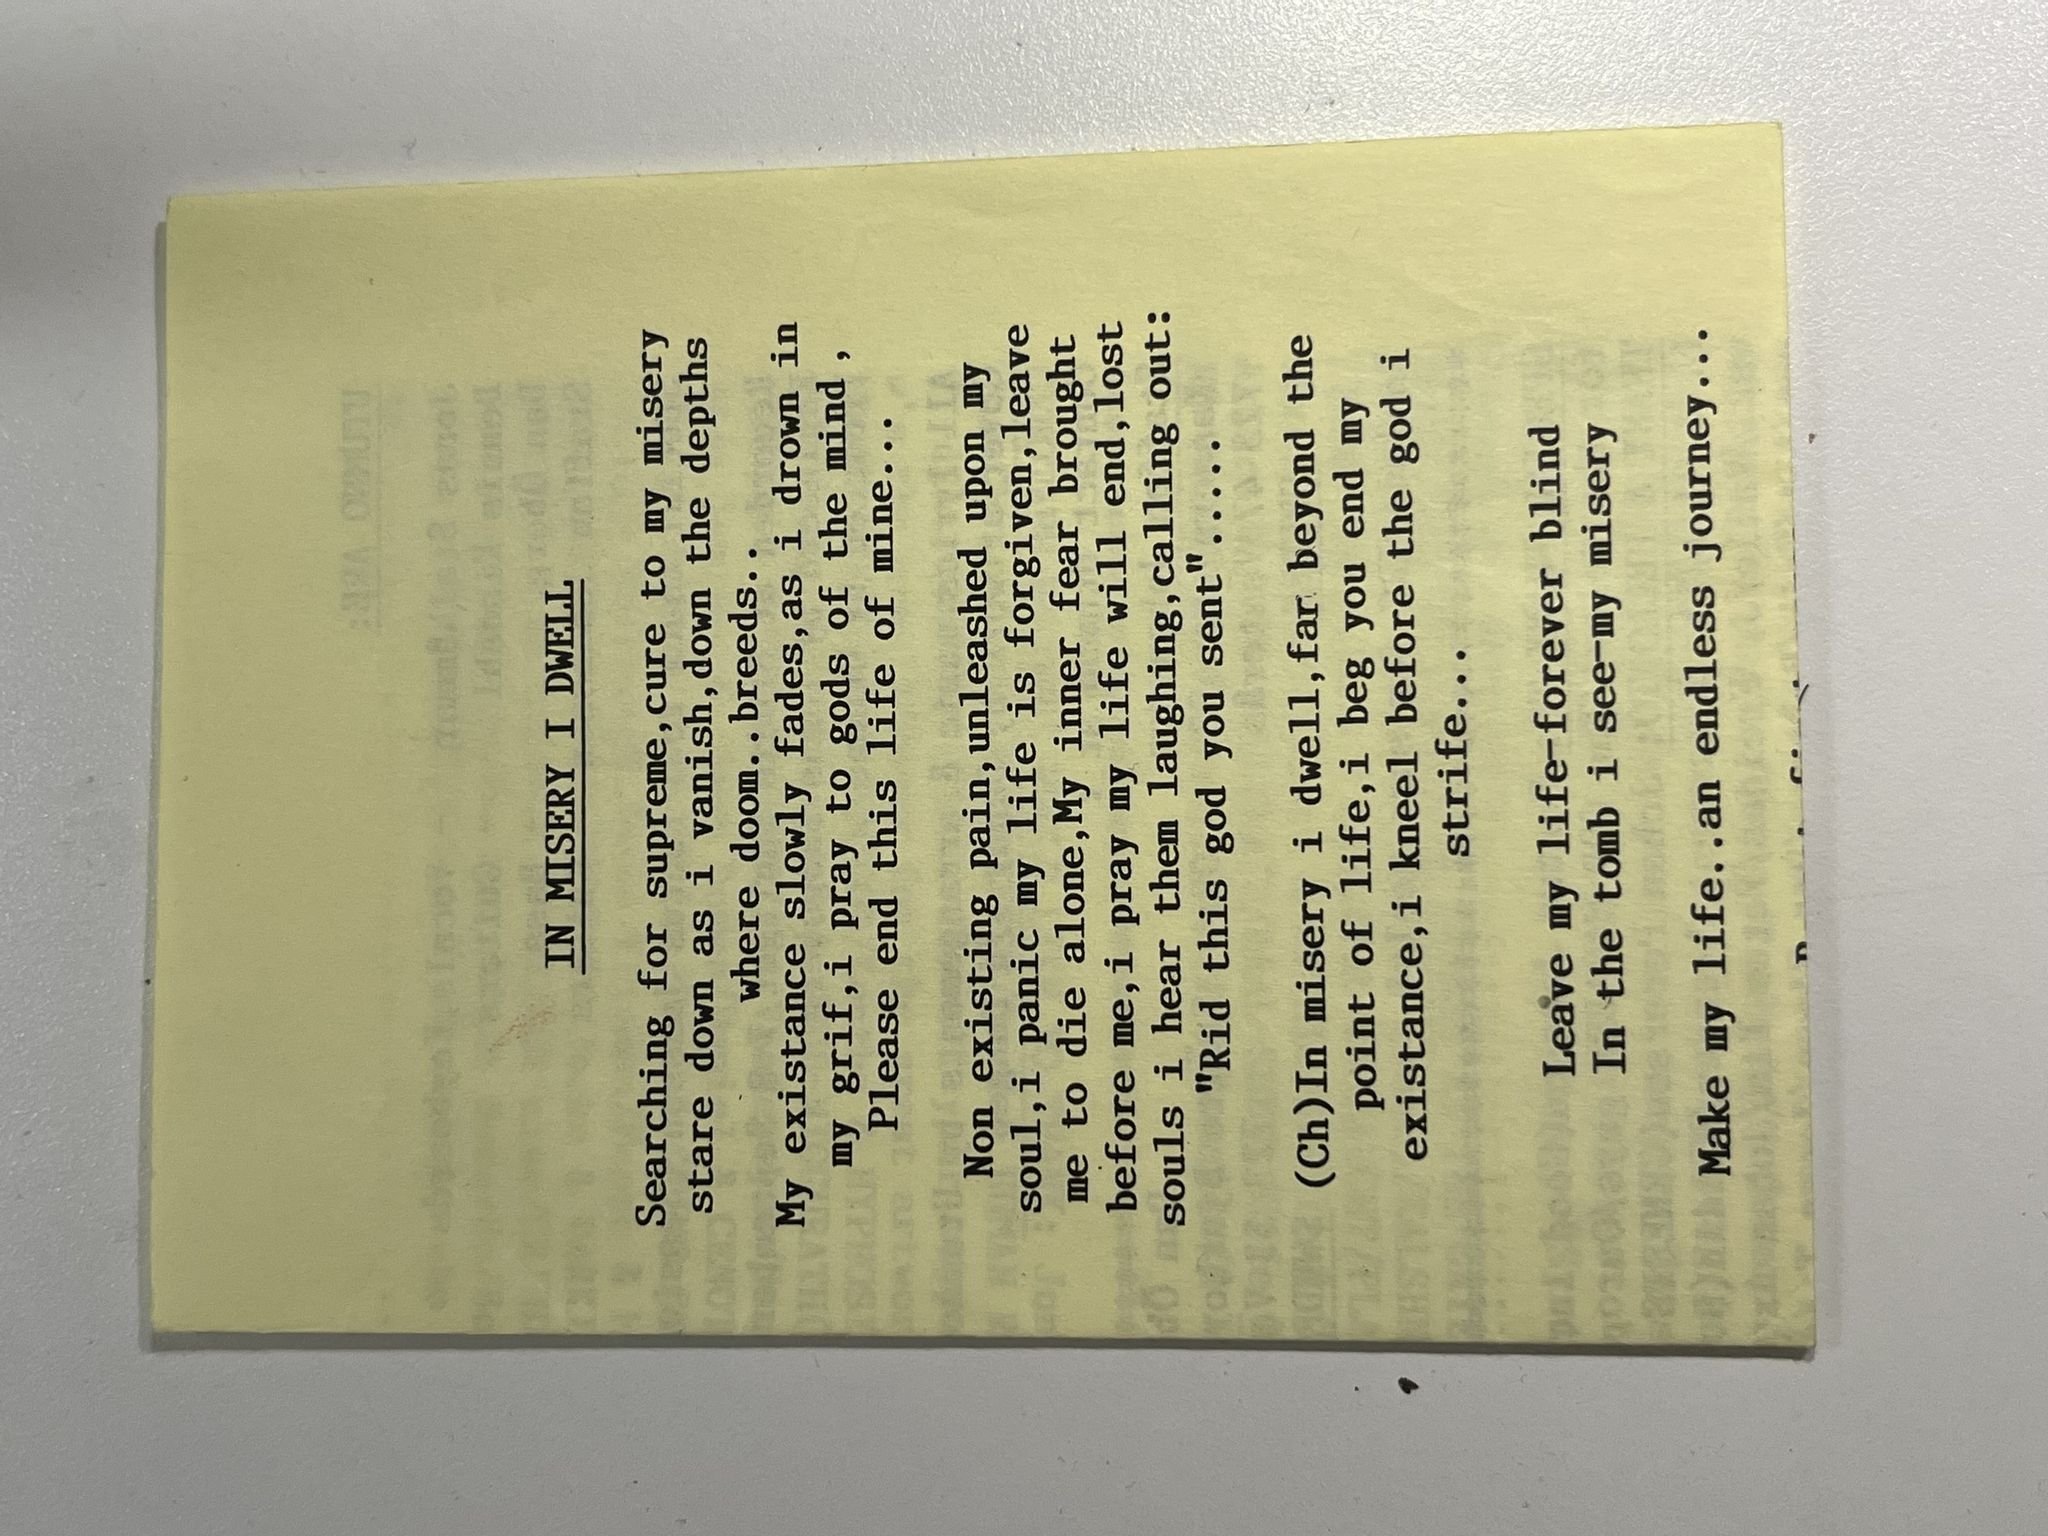 IN MISERY I DWELL
Searching for supreme,cure to my misery
stare down as i vanish,down the depths
where doom..breeds..
My existance slowly fades,as i drown in
my grif,i pray to gods of the mind,
Please end this life of mine...
Non existing pain,unleashed upon my
soul,i panic my life is forgiven,leave
me to die alone,My inner fear brought
before me,i pray my life will end,lost
souls i hear them laughing,calling out:
"Rid this god you sent".....
(Ch)In misery i dwell,far beyond the
point of life,i beg you end my
existance,i kneel before the god i
strife...
Leave my life-forever blind
In the tomb i see-my misery
Make my life..an endless journey...